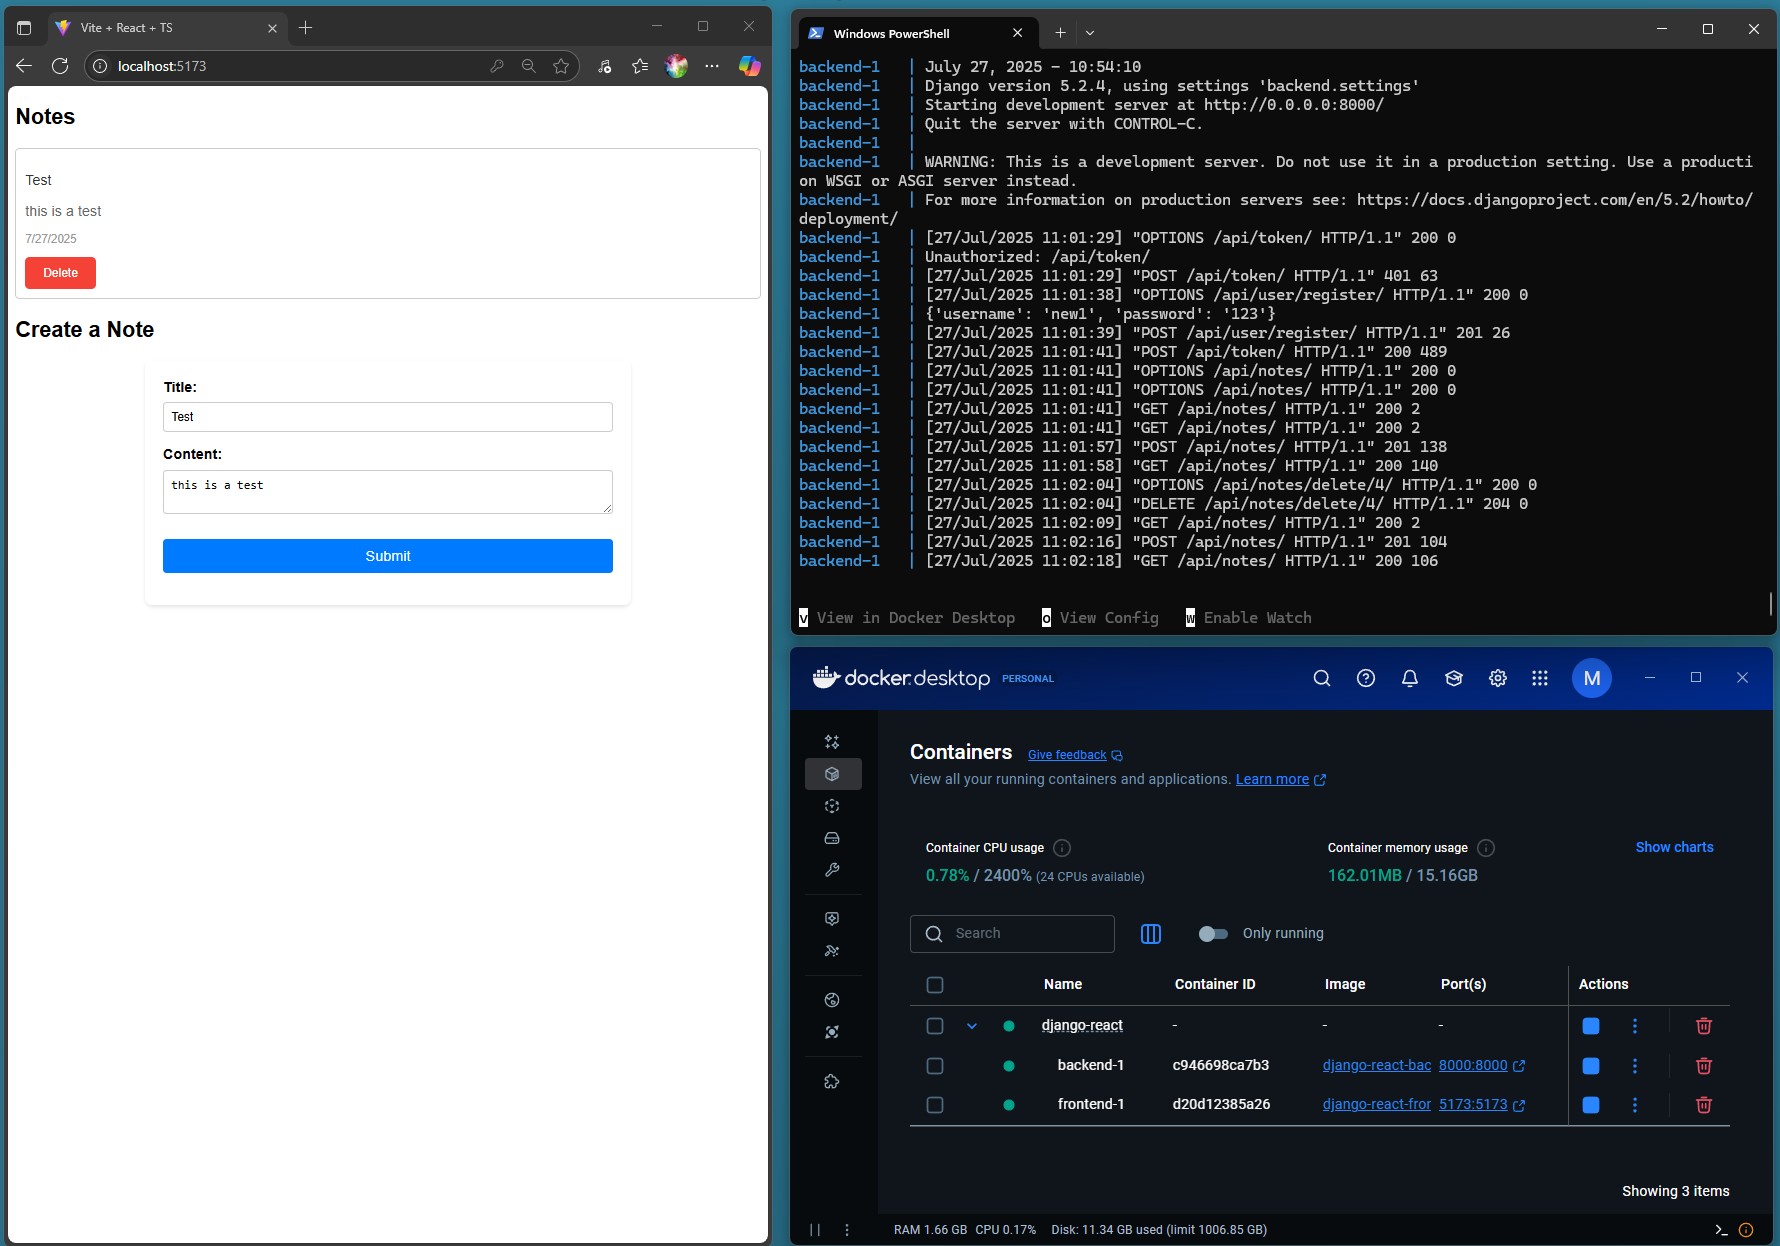 Vite + React + TS
localhost:5173
Notes
Test
this is a test
7/27/2025
Delete
Create a Note
Title:
Test
Content:
this is a test
Submit
Windows PowerShell
backend-1 | July 27, 2025 - 10:54:10
backend-1 | Django version 5.2.4, using settings 'backend.settings'
backend-1 | Starting development server at http://0.0.0.0:8000/
backend-1 | Quit the server with CONTROL-C.
backend-1 |
backend-1 | WARNING: This is a development server. Do not use it in a production setting. Use a producti
on WSGI or ASGI server instead.
backend-1 | For more information on production servers see: https://docs.djangoproject.com/en/5.2/howto/
deployment/
backend-1 | [27/Jul/2025 11:01:29] "OPTIONS /api/token/ HTTP/1.1" 200 0
backend-1 | Unauthorized: /api/token/
backend-1 | [27/Jul/2025 11:01:29] "POST /api/token/ HTTP/1.1" 401 63
backend-1 | [27/Jul/2025 11:01:38] "OPTIONS /api/user/register/ HTTP/1.1" 200 0
backend-1 | {'username': 'new1', 'password': '123'}
backend-1 | [27/Jul/2025 11:01:39] "POST /api/user/register/ HTTP/1.1" 201 26
backend-1 | [27/Jul/2025 11:01:41] "POST /api/token/ HTTP/1.1" 200 489
backend-1 | [27/Jul/2025 11:01:41] "OPTIONS /api/notes/ HTTP/1.1" 200 0
backend-1 | [27/Jul/2025 11:01:41] "OPTIONS /api/notes/ HTTP/1.1" 200 0
backend-1 | [27/Jul/2025 11:01:41] "GET /api/notes/ HTTP/1.1" 200 2
backend-1 | [27/Jul/2025 11:01:41] "GET /api/notes/ HTTP/1.1" 200 2
backend-1 | [27/Jul/2025 11:01:57] "POST /api/notes/ HTTP/1.1" 201 138
backend-1 | [27/Jul/2025 11:01:58] "GET /api/notes/ HTTP/1.1" 200 140
backend-1 | [27/Jul/2025 11:02:04] "OPTIONS /api/notes/delete/4/ HTTP/1.1" 200 0
backend-1 | [27/Jul/2025 11:02:04] "DELETE /api/notes/delete/4/ HTTP/1.1" 204 0
backend-1 | [27/Jul/2025 11:02:09] "GET /api/notes/ HTTP/1.1" 200 2
backend-1 | [27/Jul/2025 11:02:16] "POST /api/notes/ HTTP/1.1" 201 104
backend-1 | [27/Jul/2025 11:02:18] "GET /api/notes/ HTTP/1.1" 200 106
v View in Docker Desktop o View Config w Enable Watch
docker.desktop PERSONAL
M
Containers Give feedback
View all your running containers and applications. Learn more
Container CPU usage
0.78% / 2400% (24 CPUs available)
Container memory usage
162.01MB / 15.16GB
Show charts
Search
Only running
Name Container ID Image Port(s) Actions
django-react - - -
backend-1 c946698ca7b3 django-react-bac 8000:8000
frontend-1 d20d12385a26 django-react-fror 5173:5173
Showing 3 items
RAM 1.66 GB CPU 0.17% Disk: 11.34 GB used (limit 1006.85 GB)